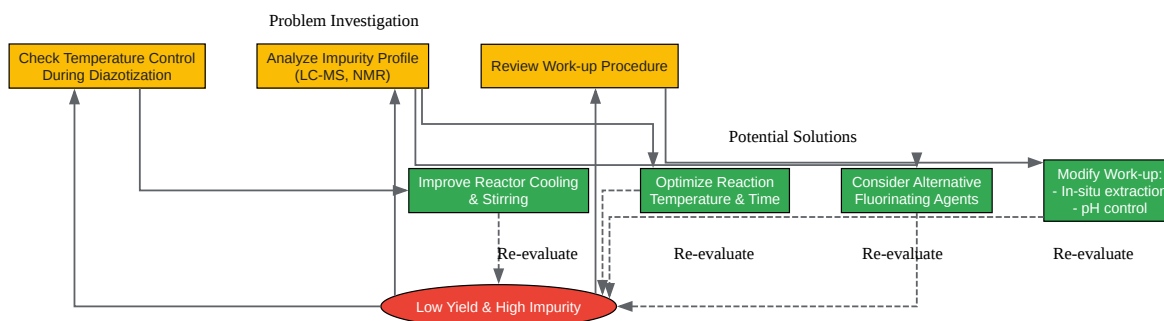 Problem Investigation
Check Temperature Control
During Diazotization
Analyze Impurity Profile
(LC-MS, NMR)
Review Work-up Procedure
Potential Solutions
Improve Reactor Cooling
& Stirring
Optimize Reaction
Temperature & Time
Consider Alternative
Fluorinating Agents
Modify Work-up:
- In-situ extraction
- pH control
Re-evaluate
Re-evaluate
Re-evaluate
Re-evaluate
Low Yield & High Impurity